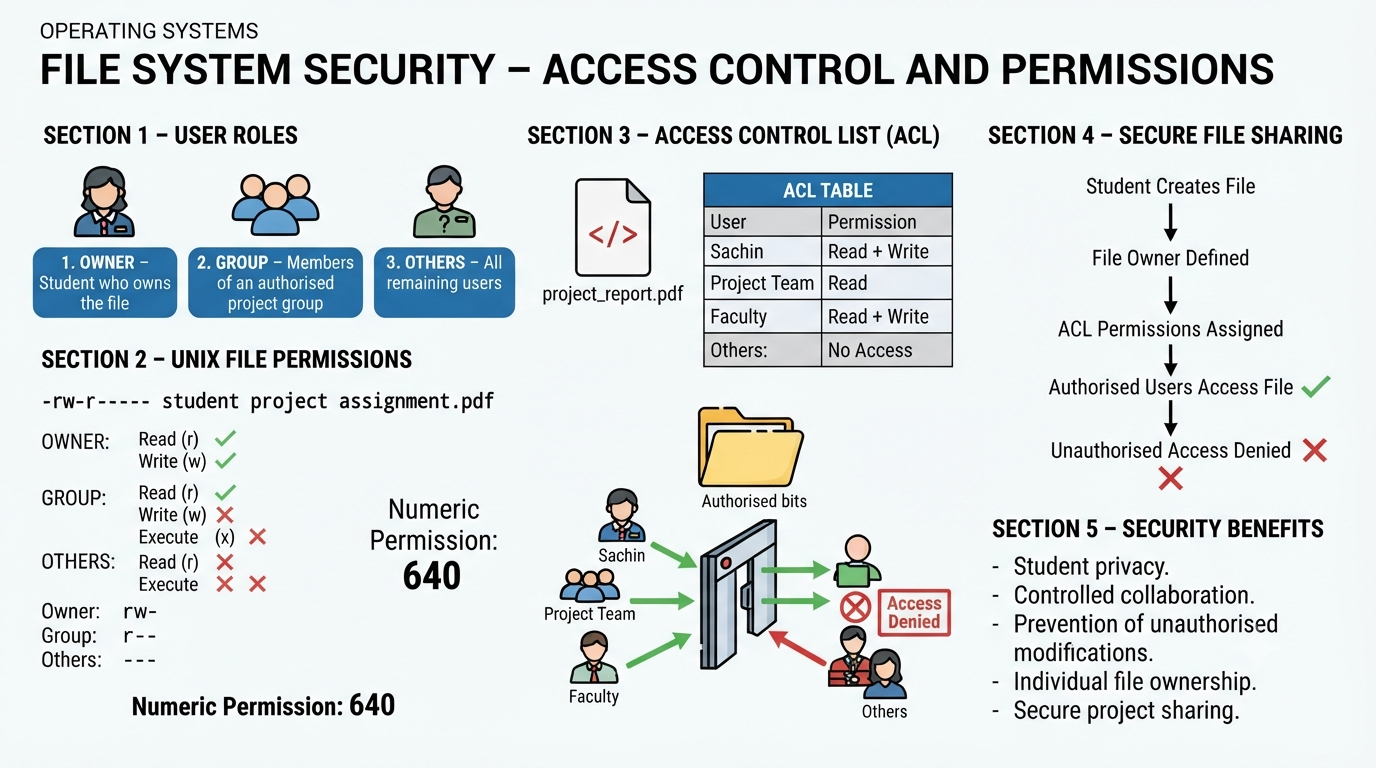 OPERATING SYSTEMS
FILE SYSTEM SECURITY – ACCESS CONTROL AND PERMISSIONS
SECTION 1 – USER ROLES
1. OWNER –
Student who owns
the file
2. GROUP – Members
of an authorised
project group
3. OTHERS – All
remaining users
SECTION 2 – UNIX FILE PERMISSIONS
-rw-r----- student project assignment.pdf
OWNER: Read (r)
Write (w)
GROUP: Read (r)
Write (w)
Execute (x)
OTHERS: Read (r)
Execute
Owner: rw-
Group: r--
Others: ---
Numeric
Permission:
640
Numeric Permission: 640
SECTION 3 – ACCESS CONTROL LIST (ACL)
</>
project_report.pdf
ACL TABLE
User Permission
Sachin Read + Write
Project Team Read
Faculty Read + Write
Others: No Access
Authorised bits
Sachin
Project Team
Faculty
Access
Denied
Others
?
SECTION 4 – SECURE FILE SHARING
Student Creates File
File Owner Defined
ACL Permissions Assigned
Authorised Users Access File
Unauthorised Access Denied
SECTION 5 – SECURITY BENEFITS
- Student privacy.
- Controlled collaboration.
- Prevention of unauthorised
modifications.
- Individual file ownership.
- Secure project sharing.